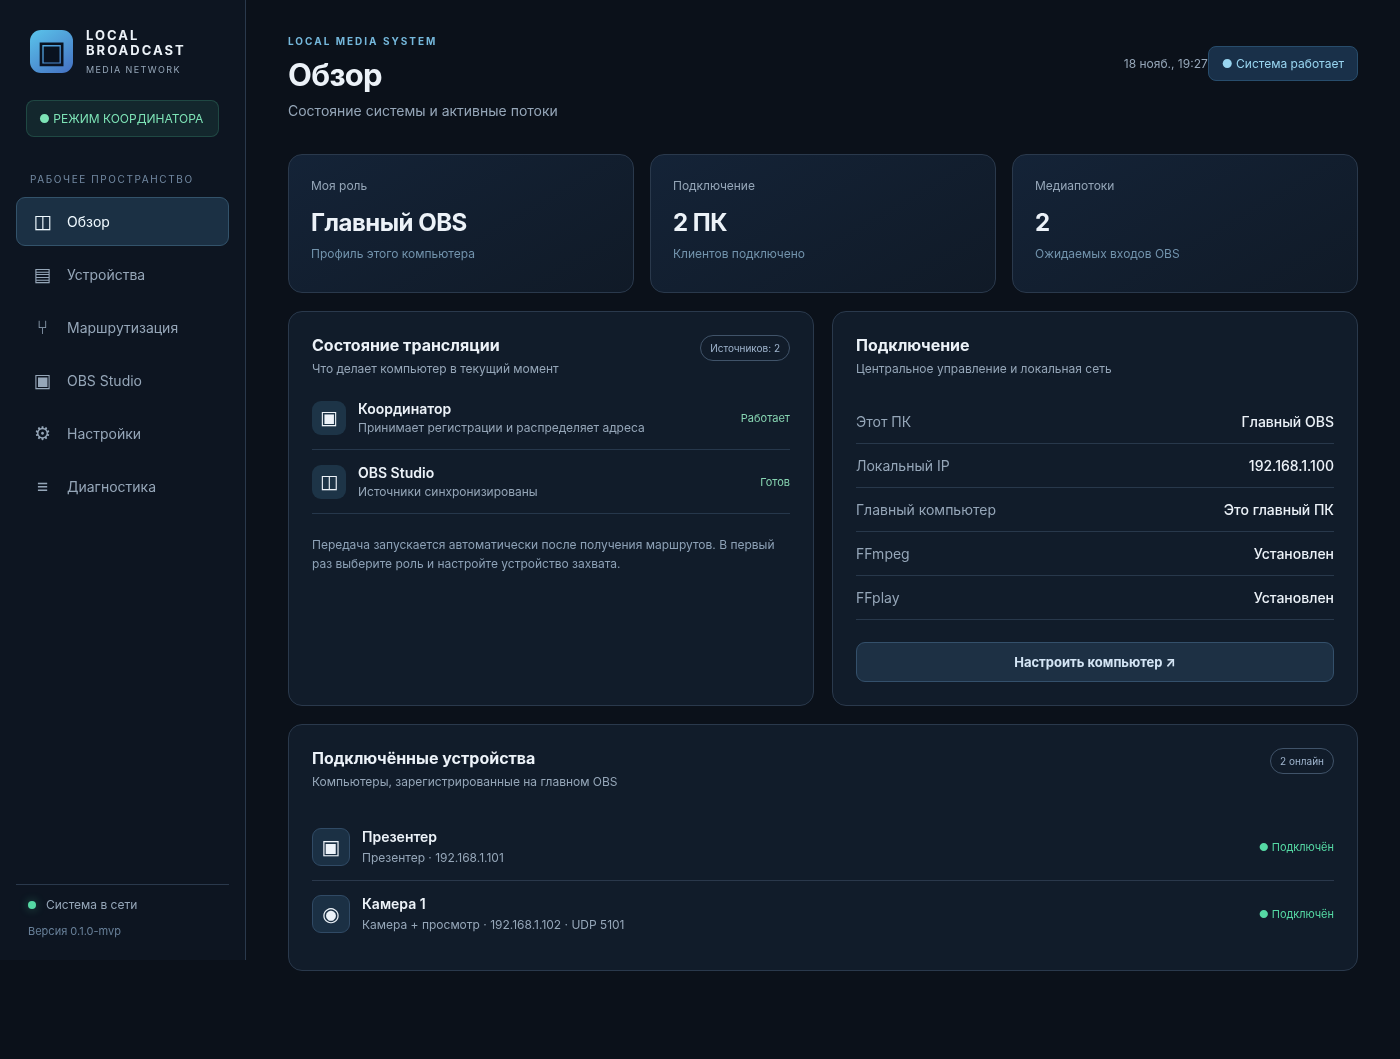 LOCAL
BROADCAST
MEDIA NETWORK
РЕЖИМ КООРДИНАТОРА
РАБОЧЕЕ ПРОСТРАНСТВО
Обзор
Устройства
Маршрутизация
OBS Studio
Настройки
Диагностика
Система в сети
Версия 0.1.0-mvp
LOCAL MEDIA SYSTEM
Обзор
Состояние системы и активные потоки
18 нояб., 19:27
Система работает
Моя роль
Главный OBS
Профиль этого компьютера
Подключение
2 ПК
Клиентов подключено
Медиапотоки
2
Ожидаемых входов OBS
Состояние трансляции
Что делает компьютер в текущий момент
Источников: 2
Координатор
Принимает регистрации и распределяет адреса
Работает
OBS Studio
Источники синхронизированы
Готов
Передача запускается автоматически после получения маршрутов. В первый
раз выберите роль и настройте устройство захвата.
Подключение
Центральное управление и локальная сеть
Этот ПК Главный OBS
Локальный IP 192.168.1.100
Главный компьютер Это главный ПК
FFmpeg Установлен
FFplay Установлен
Настроить компьютер ↗
Подключённые устройства
Компьютеры, зарегистрированные на главном OBS
2 онлайн
Презентер
Презентер · 192.168.1.101
Подключён
Камера 1
Камера + просмотр · 192.168.1.102 · UDP 5101
Подключён